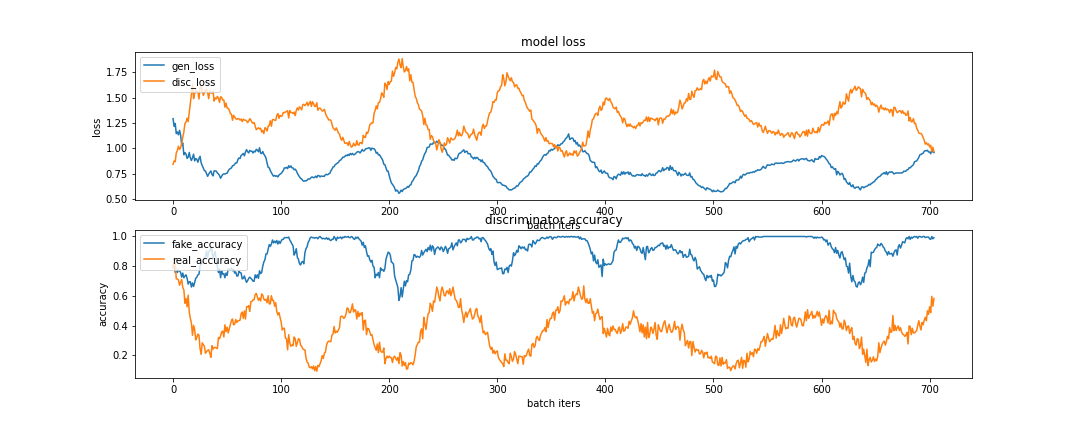 model loss
1.75
1.50
1.25
1.00
0.75
0.50
loss
gen_loss
disc_loss
0 100 200 300 400 500 600 700
batch iters
discriminator accuracy
1.0
0.8
0.6
0.4
0.2
accuracy
fake_accuracy
real_accuracy
0 100 200 300 400 500 600 700
batch iters